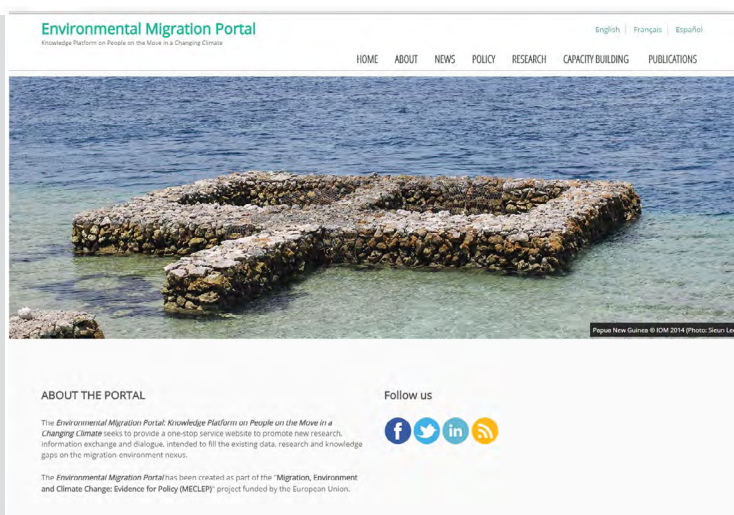 Environmental Migration Portal
Knowledge Platform on People on the Move in a Changing Climate
English | Français | Español
HOME ABOUT NEWS POLICY RESEARCH CAPACITY BUILDING PUBLICATIONS
Papua New Guinea © IOM 2014 (Photo: Sieun
ABOUT THE PORTAL
The Environmental Migration Portal: Knowledge Platform on People on the Move in a
Changing Climate seeks to provide a one-stop service website to promote new research,
information exchange and dialogue, intended to fill the existing data, research and knowledge
gaps on the migration-environment nexus.
The Environmental Migration Portal has been created as part of the "Migration, Environment
and Climate Change: Evidence for Policy (MECLEP)" project funded by the European Union.
Follow us
f
in